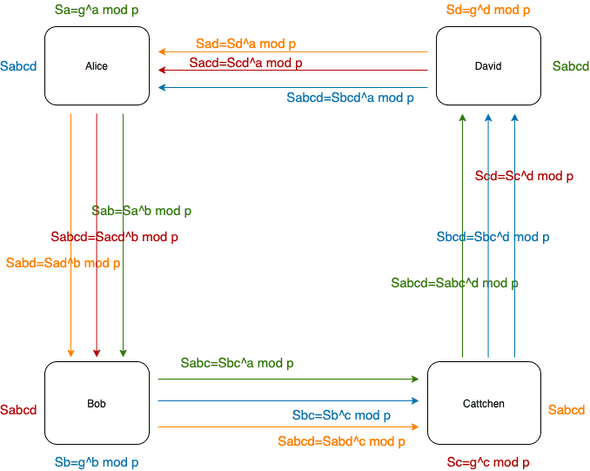 Sa=g^a mod p
Sd=g^d mod p
Sad=Sd^a mod p
Sabcd
Alice
Sacd=Scd^a mod p
David
Sabcd
Sabcd=Sbcd^a mod p
Scd=Sc^d mod p
Sab=Sa^b mod p
Sabcd=Sacd^b mod p
Sbcd=Sbc^d mod p
Sabd=Sad^b mod p
Sabcd=Sabc^d mod p
Sabc=Sbc^a mod p
Sabcd
Bob
Cattchen
Sabcd
Sbc=Sb^c mod p
Sabcd=Sabd^c mod p
Sb=g^b mod p
Sc=g^c mod p